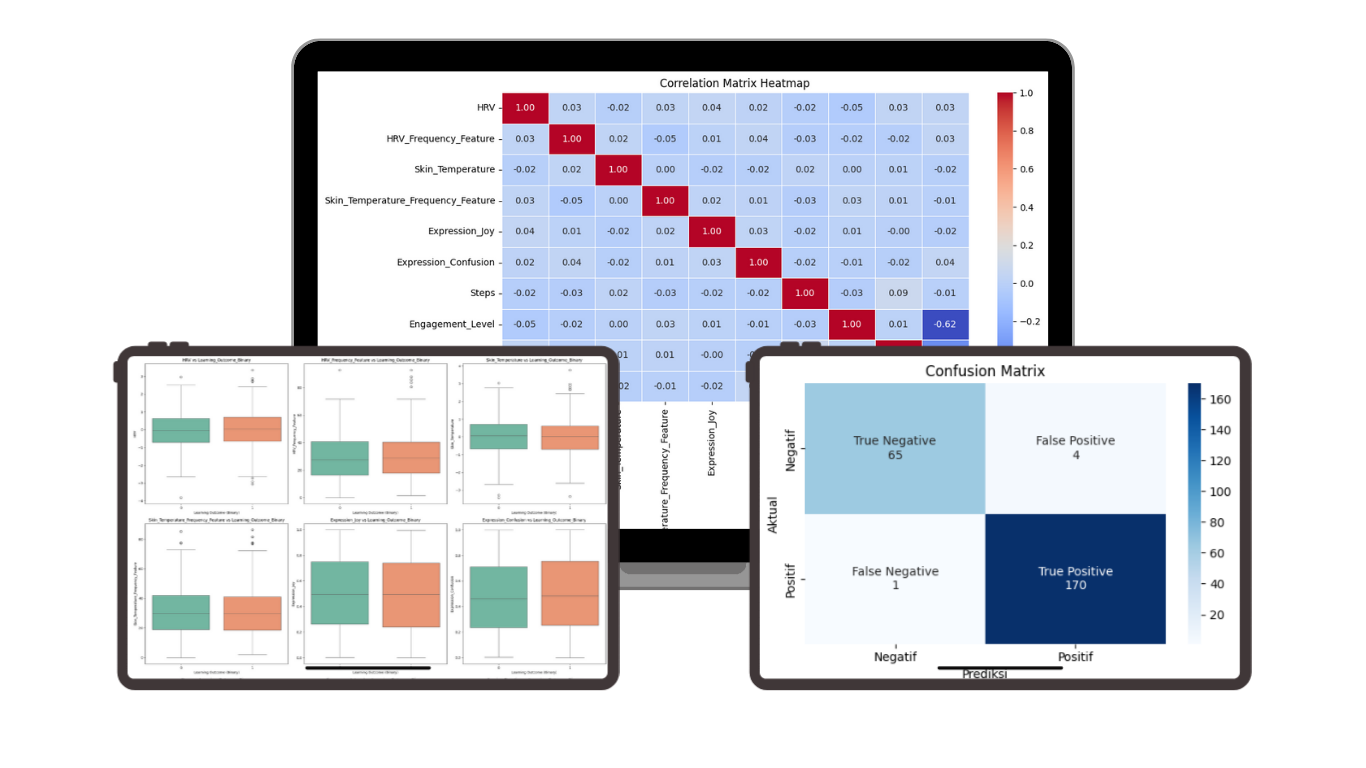 Correlation Matrix Heatmap
HRV 1.00 0.03 -0.02 0.03 0.04 0.02 -0.02 -0.05 0.03 0.03
HRV_Frequency_Feature 0.03 1.00 0.02 -0.05 0.01 0.04 -0.03 -0.02 -0.02 0.03
Skin_Temperature -0.02 0.02 1.00 0.00 -0.02 -0.02 0.02 0.00 0.01 -0.02
Skin_Temperature_Frequency_Feature 0.03 -0.05 0.00 1.00 0.02 0.01 -0.03 0.03 0.01 -0.01
Expression_Joy 0.04 0.01 -0.02 0.02 1.00 0.03 -0.02 0.01 -0.00 -0.02
Expression_Confusion 0.02 0.04 -0.02 0.01 0.03 1.00 -0.02 -0.01 -0.02 0.04
Steps -0.02 -0.03 0.02 -0.03 -0.02 -0.02 1.00 -0.03 0.09 -0.01
Engagement_Level -0.05 -0.02 0.00 0.03 0.01 -0.01 -0.03 1.00 0.01 -0.62
0.01 -0.00
-0.01 -0.02
Expression_Joy
1.0
0.8
0.6
0.4
0.2
0.0
−0.2
HRV vs Learning_Outcome_Binary
HRV_Frequency_Feature vs Learning_Outcome_Binary
Skin_Temperature vs Learning_Outcome_Binary
Skin_Temperature_Frequency_Feature vs Learning_Outcome_Binary
Expression_Joy vs Learning_Outcome_Binary
Expression_Confusion vs Learning_Outcome_Binary
Confusion Matrix
Aktual
Negatif
Positif
True Negative
65
False Positive
4
False Negative
1
True Positive
170
Negatif
Positif
Prediksi
160
140
120
100
80
60
40
20